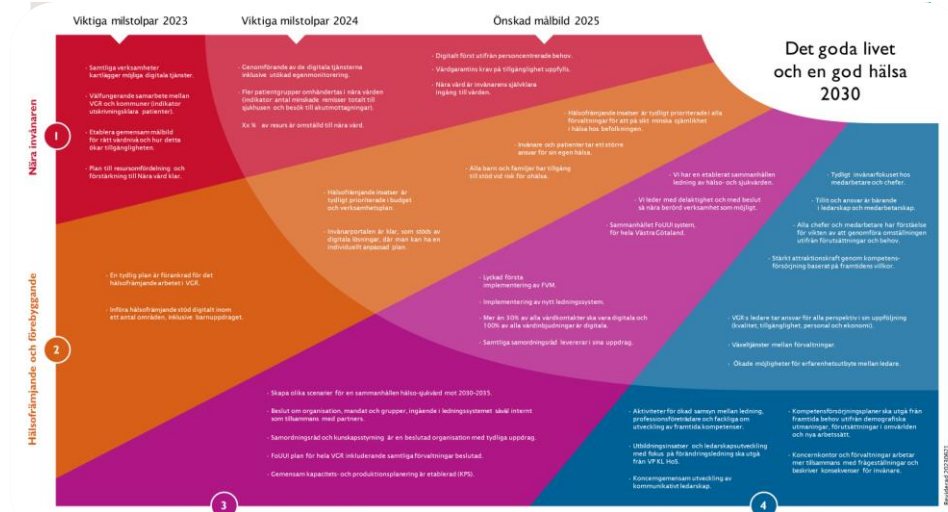 Viktiga milstolpar 2023
Viktiga milstolpar 2024
Önskad målbild 2025
Det goda livet
och en god hälsa
2030
Nära invånaren
1
- Samtliga verksamheter
kartlägger möjliga digitala tjänster.
- Välfungerande samarbete mellan
VGR och kommuner (indikator
utskrivningsklara patienter).
- Etablera gemensam målbild
för rätt vårdnivå och hur detta
ökar tillgängligheten.
- Plan till resursomfördelning och
förstärkning till Nära vård klar.
- Genomförande av de digitala tjänsterna
inklusive utökad egenmonitorering.
- Fler patientgrupper omhändertas i nära vården
(indikator: antal minskade remisser totalt till
sjukhusen och besök till akutmottagningar).
Xx % av resurs är omställd till nära vård.
- Digitalt först utifrån personcentrerade behov.
- Vårdgarantins krav på tillgänglighet uppfylls.
- Nära vård är invånarens självklara
ingång till vården.
Hälsofrämjande och förebyggande
2
- En tydlig plan är förankrad för det
hälsofrämjande arbetet i VGR.
- Införa hälsofrämjande stöd digitalt inom
ett antal områden, inklusive barnuppdraget.
- Hälsofrämjande insatser är
tydligt prioriterade i budget
och verksamhetsplan.
- Invånarportalen är klar, som stöds av
digitala lösningar, där man kan ha en
individuellt anpassad plan.
- Hälsofrämjande insatser är tydligt prioriterade i alla
förvaltningar för att på sikt minska ojämlikhet
i hälsa hos befolkningen.
- Invånare och patienter tar ett större
ansvar för sin egen hälsa.
- Alla barn och familjer har tillgång
till stöd vid risk för ohälsa.
- Skapa olika scenarier för en sammanhållen hälso-sjukvård mot 2030-2035.
- Beslut om organisation, mandat och grupper, ingående i ledningssystemet såväl internt
som tillsammans med partners.
- Samordningsråd och kunskapsstyrning är en beslutad organisation med tydliga uppdrag.
- FoUUI plan för hela VGR inkluderande samtliga förvaltningar beslutad.
- Gemensam kapacitets- och produktionsplanering är etablerad (KPS).
3
- Lyckad första
implementering av FVM.
- Implementering av nytt ledningssystem.
- Mer än 30% av alla vårdkontakter ska vara digitala och
100% av alla vårdinbjudningar är digitala.
- Samtliga samordningsråd levererar i sina uppdrag.
- Vi har en etablerat sammanhållen
ledning av hälso- och sjukvården.
- Vi leder med delaktighet och med beslut
så nära berörd verksamhet som möjligt.
- Sammanhållet FoUUI system,
för hela Västra Götaland.
- Aktiviteter för ökad samsyn mellan ledning,
professionsföreträdare och fackliga om
utveckling av framtida kompetenser.
- Utbildningsinsatser och ledarskapsutveckling
med fokus på förändringsledning ska utgå
från VP KL HoS.
- Koncerngemensam utveckling av
kommunikativt ledarskap.
- Kompetensförsörjningsplaner ska utgå från
framtida behov utifrån demografiska
utmaningar, förutsättningar i omvärlden
och nya arbetssätt.
- Koncernkontor och förvaltningar arbetar
mer tillsammans med frågeställningar och
beskriver konsekvenser för invånare.
4
- VGR:s ledare tar ansvar för alla perspektiv i sin uppföljning
(kvalitet, tillgänglighet, personal och ekonomi).
- Växeltjänster mellan förvaltningar.
- Ökade möjligheter för erfarenhetsutbyte mellan ledare.
- Tydligt invånarfokus hos
medarbetare och chefer.
- Tillit och ansvar är bärande
i ledarskap och medarbetarskap.
- Alla chefer och medarbetare har förståelse
för vikten av att genomföra omställningen
utifrån förutsättningar och behov.
- Stärkt attraktionskraft genom kompetens-
försörjning baserat på framtidens villkor.
Reviderad 20230621